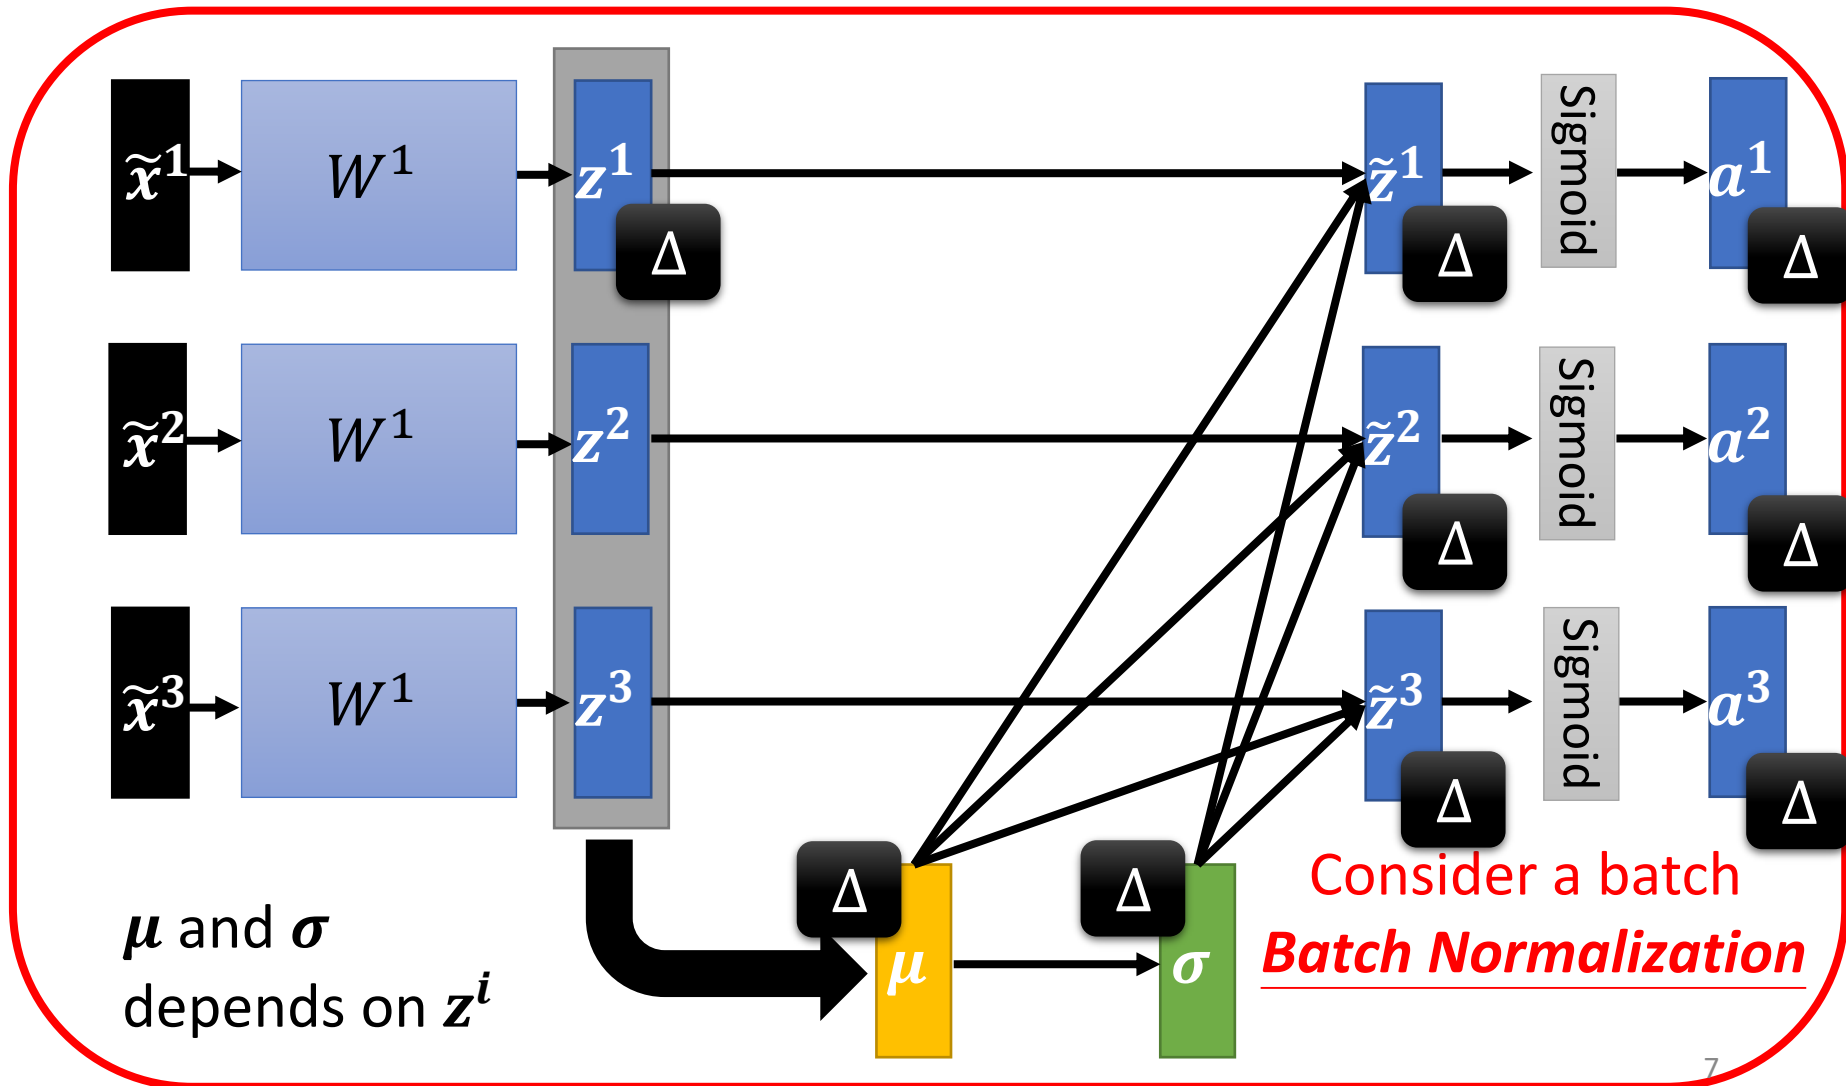 x̃¹ W¹ z¹ Δ z̃¹ Δ Sigmoid a¹ Δ
x̃² W¹ z² z̃² Δ Sigmoid a² Δ
x̃³ W¹ z³ z̃³ Δ Sigmoid a³ Δ
Δ μ Δ σ
μ and σ
depends on zⁱ
Consider a batch
Batch Normalization
7